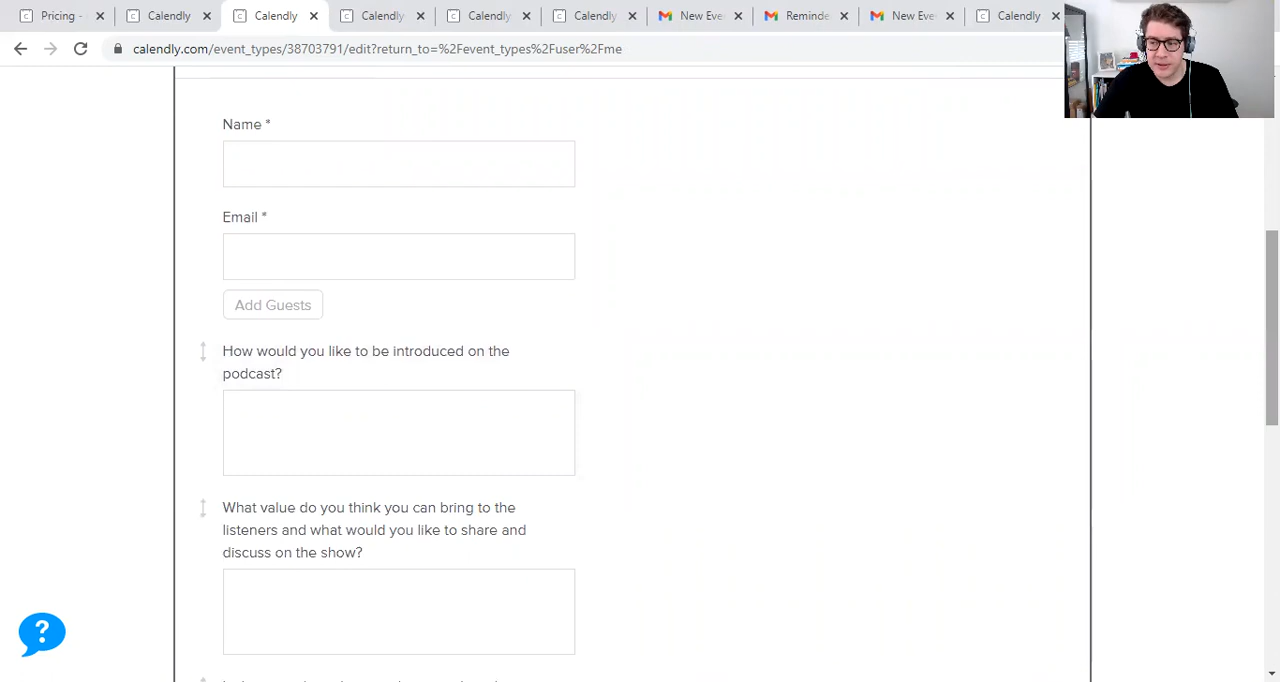 Pricing -
Calendly
Calendly
Calendly
Calendly
Calendly
New Eve
Reminde
New Eve
Calendly
calendly.com/event_types/38703791/edit?return_to=%2Fevent_types%2Fuser%2Fme
Name *
Email *
Add Guests
How would you like to be introduced on the
podcast?
What value do you think you can bring to the
listeners and what would you like to share and
discuss on the show?
?